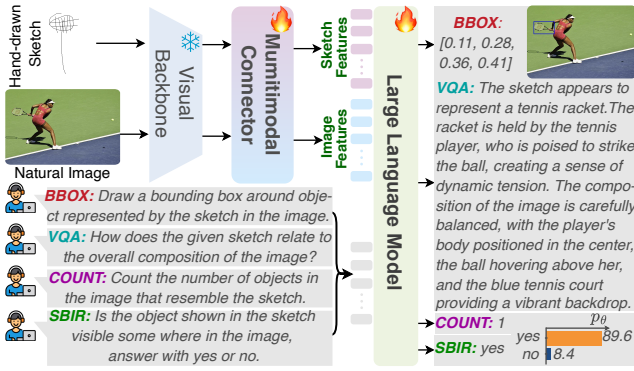 Hand-drawn
Sketch
Natural Image
Visual
Backbone
Mumitimodal
Connector
Sketch
Features
Image
Features
Large Language Model
BBOX: Draw a bounding box around obje-
ct represented by the sketch in the image.
VQA: How does the given sketch relate to
the overall composition of the image?
COUNT: Count the number of objects in
the image that resemble the sketch.
SBIR: Is the object shown in the sketch
visible some where in the image,
answer with yes or no.
BBOX:
[0.11, 0.28,
0.36, 0.41]
VQA: The sketch appears to
represent a tennis racket.The
racket is held by the tennis
player, who is poised to strike
the ball, creating a sense of
dynamic tension. The compo-
sition of the image is carefully
balanced, with the player's
body positioned in the center,
the ball hovering above her,
and the blue tennis court
providing a vibrant backdrop.
COUNT: 1
SBIR: yes
pθ
yes 89.6
no 8.4